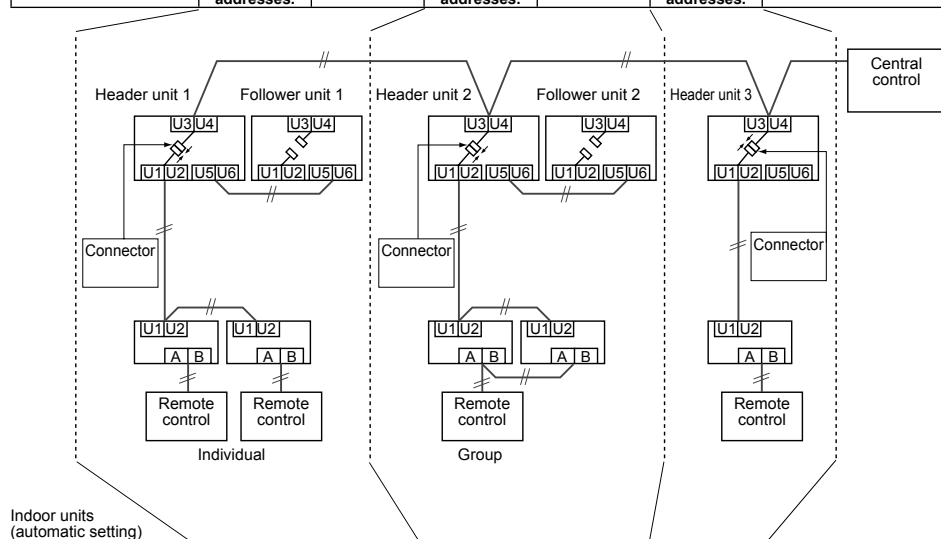 addresses. addresses. addresses.
Central
control
Header unit 1 Follower unit 1 Header unit 2 Follower unit 2 Header unit 3
U3 U4 U3 U4 U3 U4 U3 U4 U3 U4
U1 U2 U5 U6 U1 U2 U5 U6 U1 U2 U5 U6 U1 U2 U5 U6 U1 U2 U5 U6
Connector Connector Connector
U1 U2 U1 U2 U1 U2 U1 U2 U1 U2
A B A B A B A B A B
Remote Remote Remote Remote
control control control control
Individual Group
Indoor units
(automatic setting)